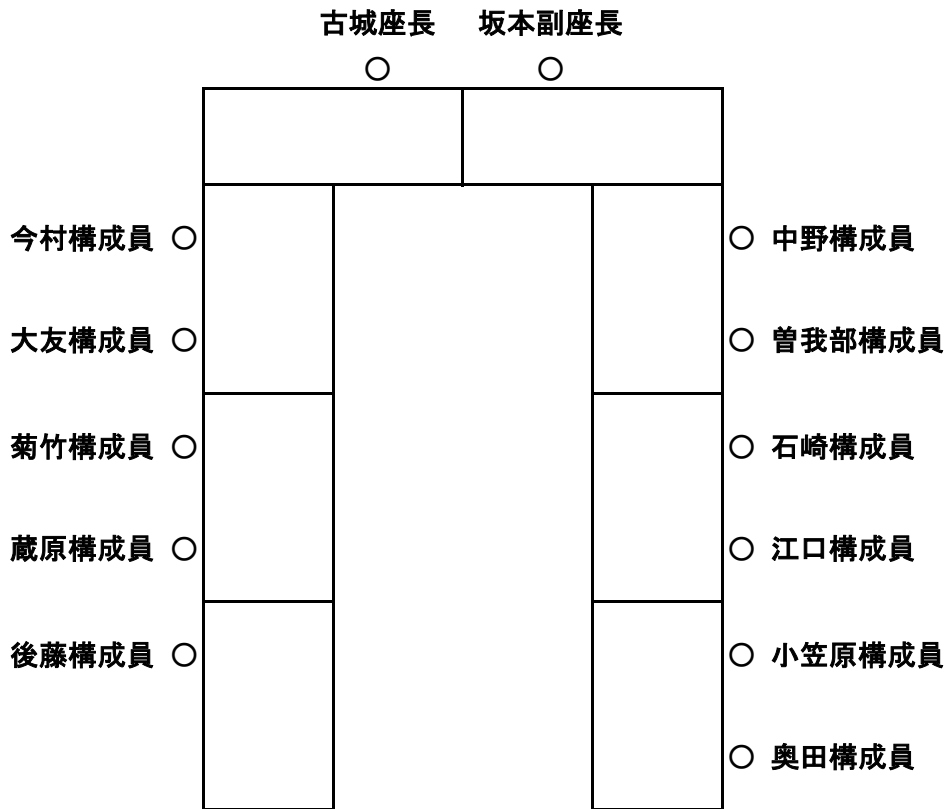 古城座長 坂本副座長
今村構成員 中野構成員
大友構成員 曽我部構成員
菊竹構成員 石崎構成員
蔵原構成員 江口構成員
後藤構成員 小笠原構成員
奥田構成員